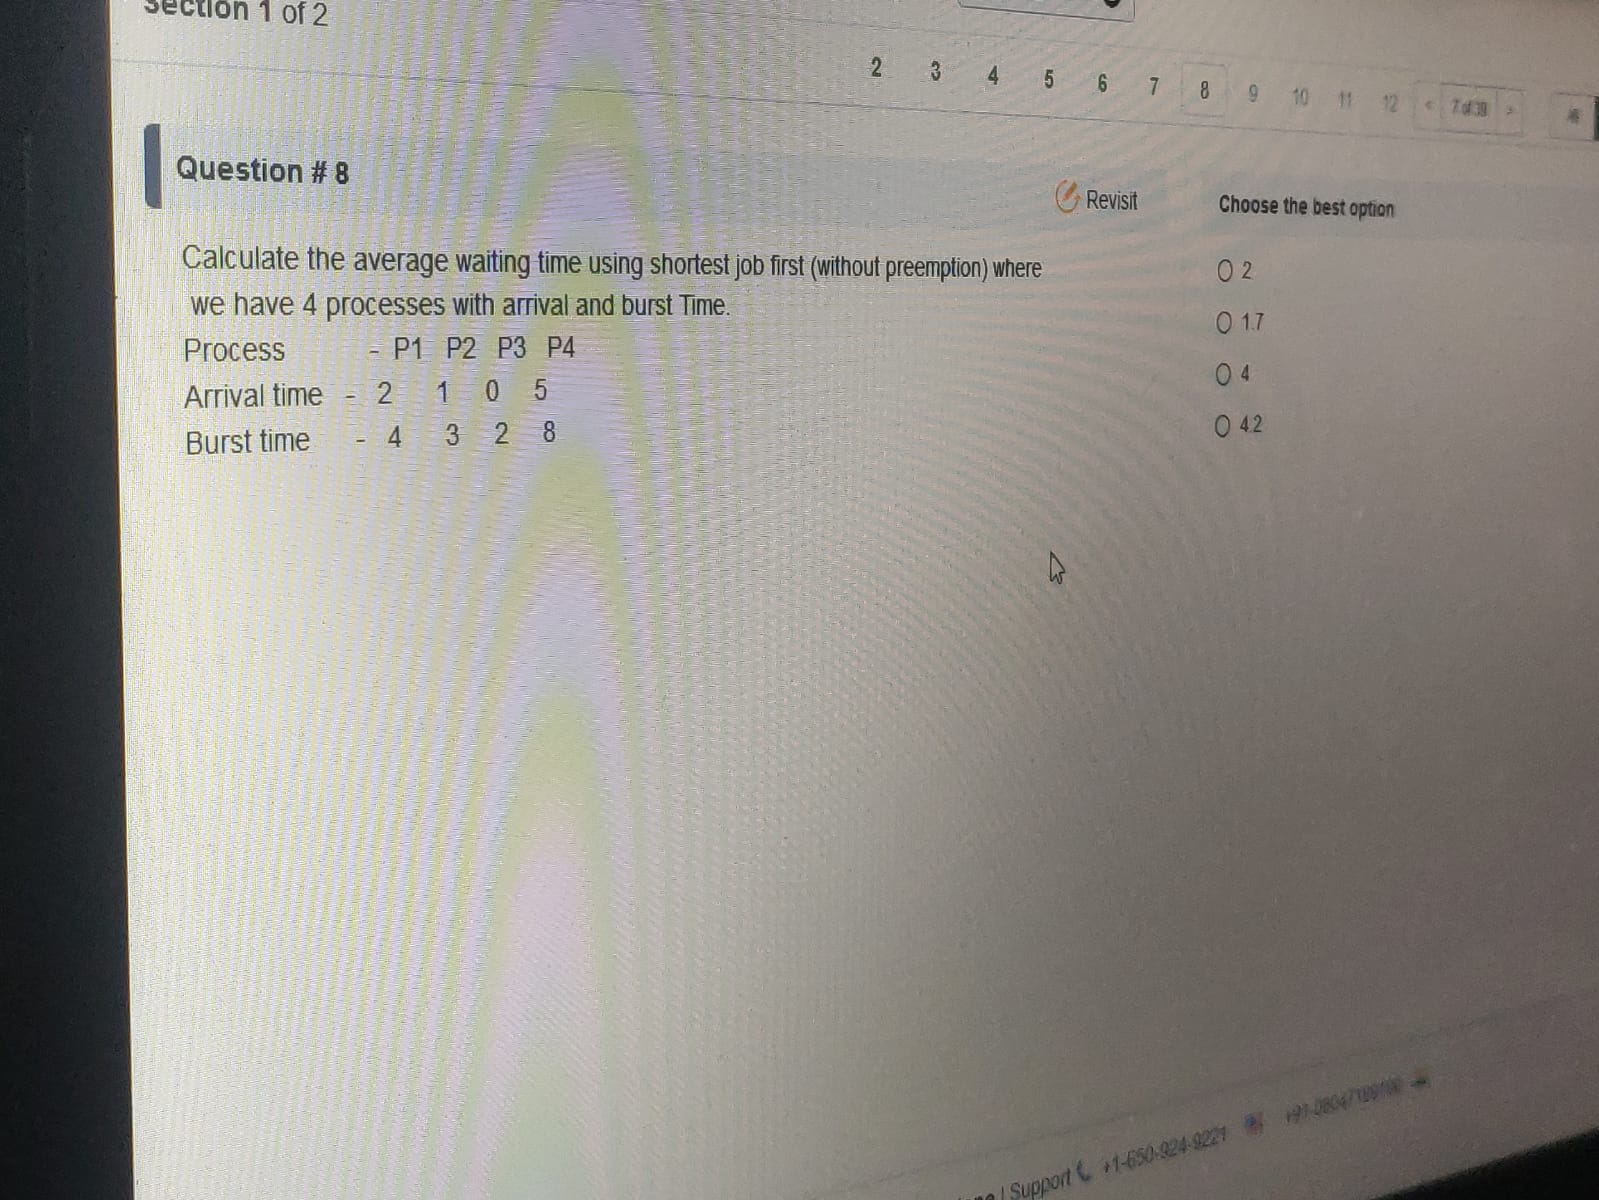 Section 1 of 2
2 3 4 5 6 7 8 9 10 11 12 < 7 of 39 >
Question # 8
Revisit
Choose the best option
Calculate the average waiting time using shortest job first (without preemption) where
we have 4 processes with arrival and burst Time.
Process - P1 P2 P3 P4
Arrival time - 2 1 0 5
Burst time - 4 3 2 8
2
1.7
4
4.2
| Support +1-650-924-9221